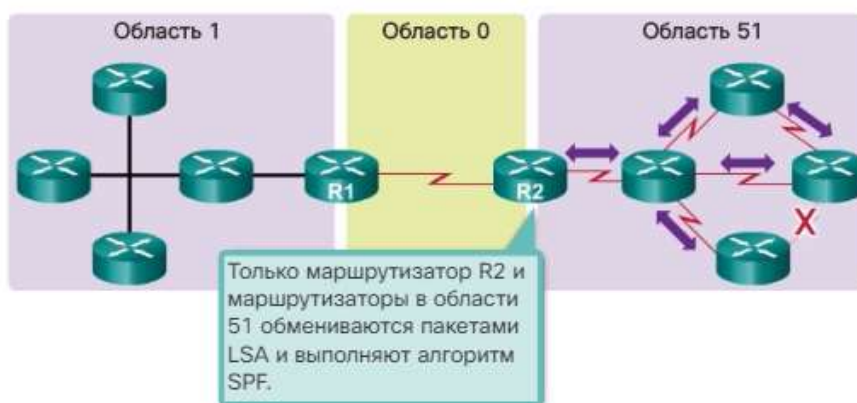 Область 1
Область 0
Область 51
R1
R2
X
Только маршрутизатор R2 и
маршрутизаторы в области
51 обмениваются пакетами
LSA и выполняют алгоритм
SPF.